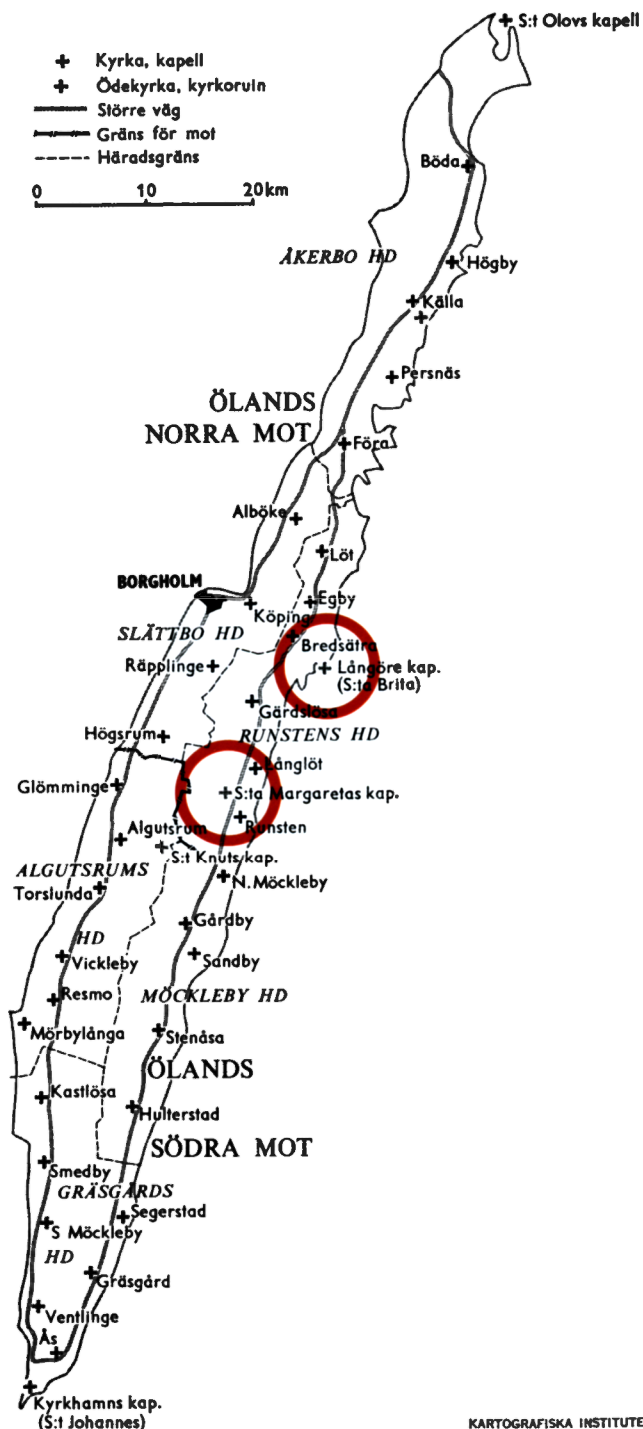 S:t Olovs kapell
Kyrka, kapell
Ödekyrka, kyrkoruin
Större väg
Gräns för mot
Häradsgräns
0 10 20km
Böda
ÅKERBO HD
Högby
Källa
Persnäs
ÖLANDS
NORRA MOT
Föra
Alböke
Löt
BORGHOLM
Egby
Köping
SLÄTTBO HD
Bredsätra
Räpplinge
Långöre kap.
(S:ta Brita)
Gärdslösa
Högsrum
RUNSTENS HD
Långlöt
Glömminge
S:ta Margaretas kap.
Runsten
Algutsrum
S:t Knuts kap.
ALGUTSRUMS
N. Möckleby
Torslunda
Gårdby
HD
Vickleby
Sandby
Resmo
MÖCKLEBY HD
Mörbylånga
Stenåsa
ÖLANDS
Kastlösa
Hulterstad
SÖDRA MOT
Smedby
GRÄSGÅRDS
Segerstad
S Möckleby
HD
Gräsgård
Ventlinge
Ås
Kyrkhamns kap.
(S:t Johannes)
KARTOGRAFISKA INSTITUTE